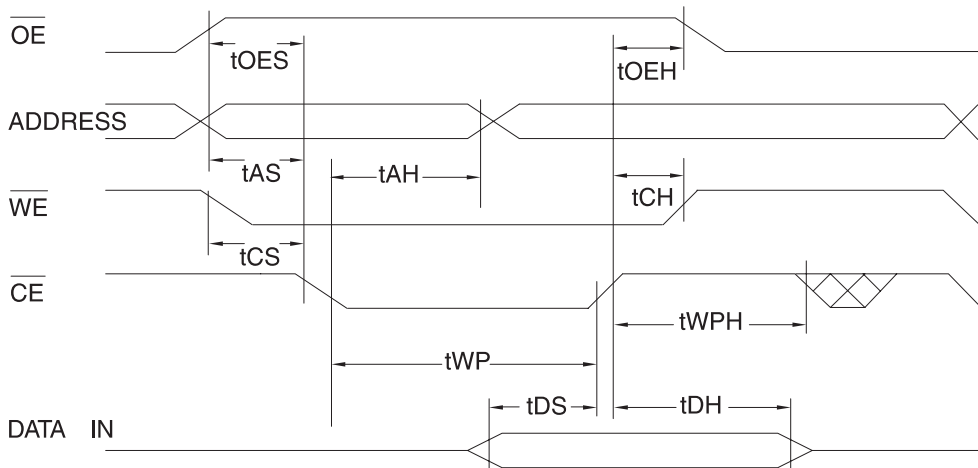 OE
tOES
tOEH
ADDRESS
tAS
tAH
WE
tCH
tCS
CE
tWPH
tWP
tDS
tDH
DATA IN